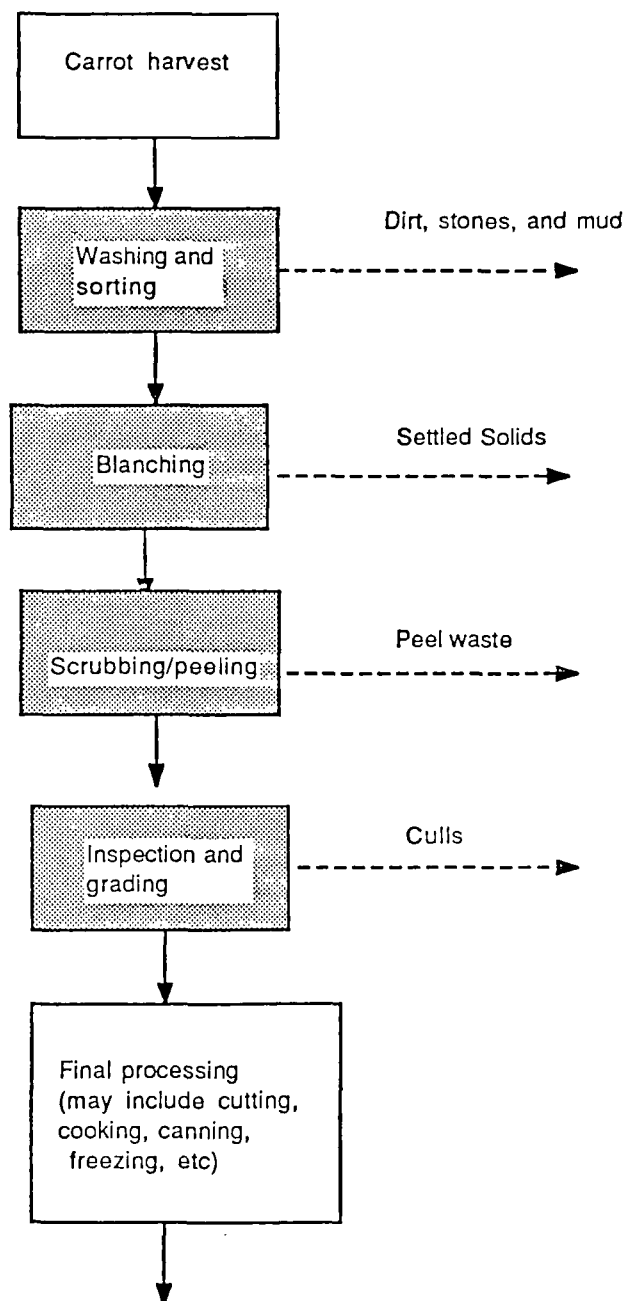 Carrot harvest
Dirt, stones, and mud
Washing and
sorting
Settled Solids
Blanching
Peel waste
Scrubbing/peeling
Culls
Inspection and
grading
Final processing
(may include cutting,
cooking, canning,
freezing, etc)